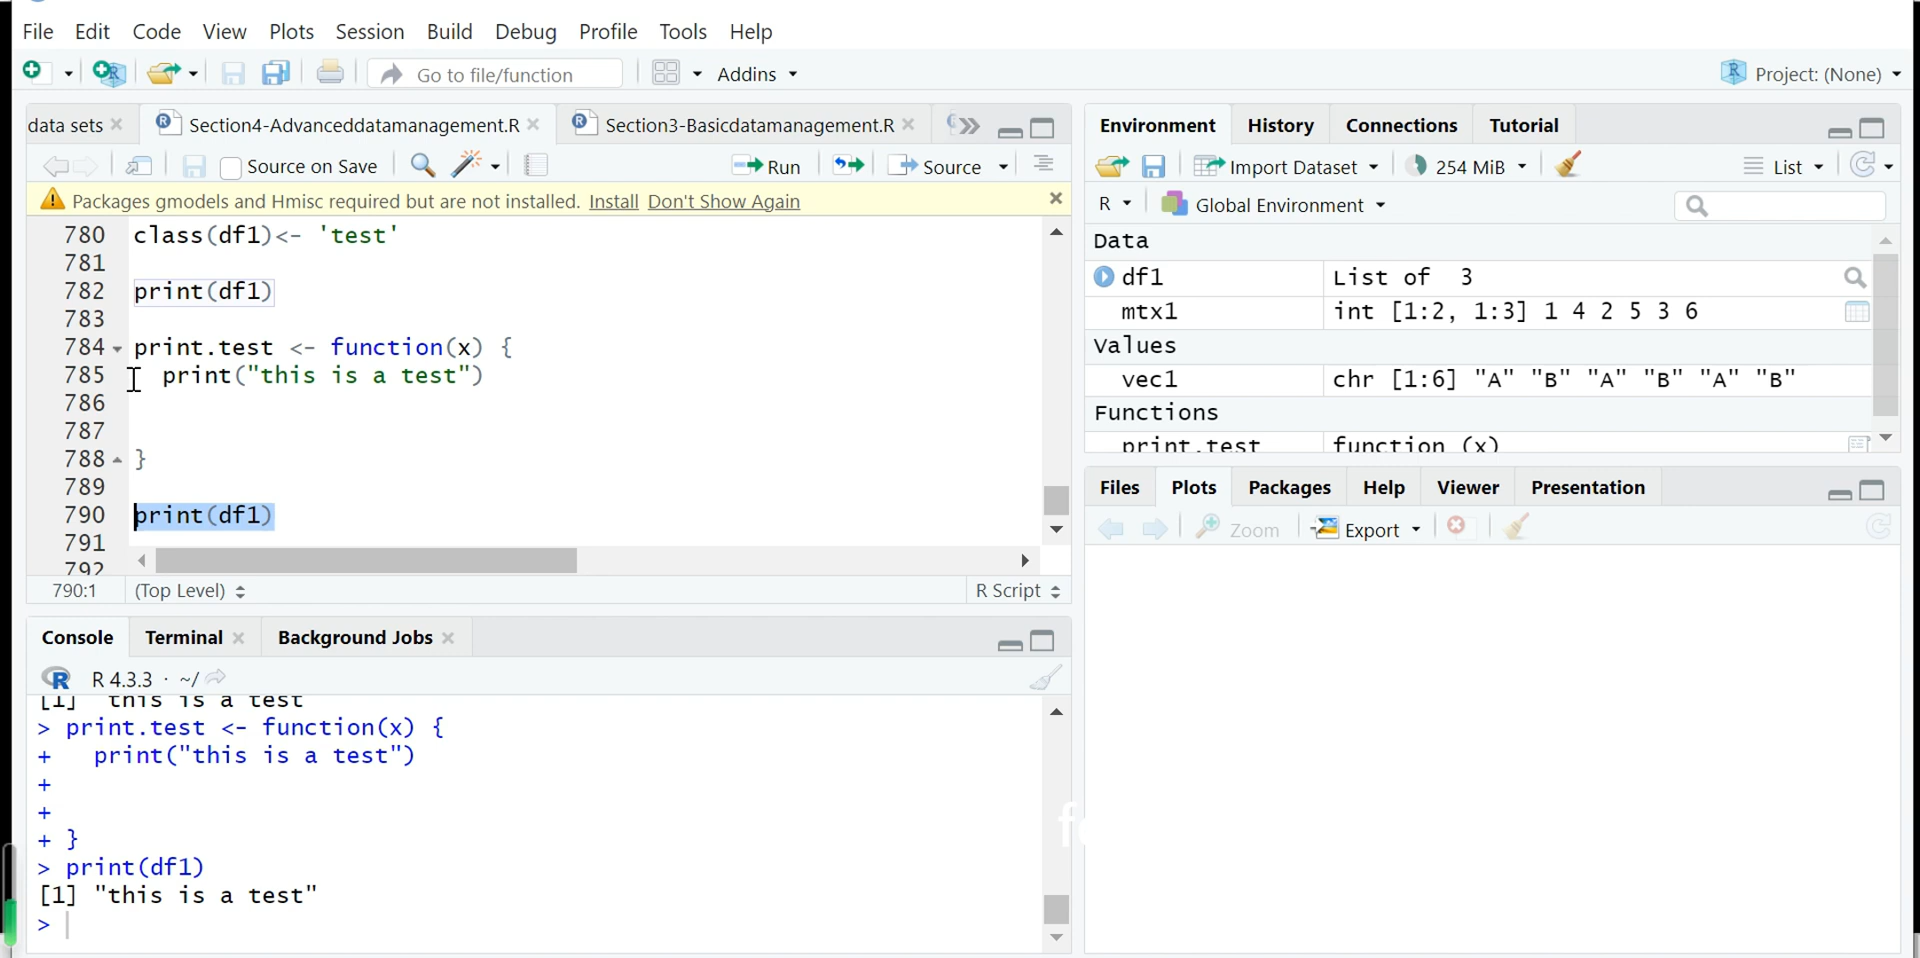 File Edit Code View Plots Session Build Debug Profile Tools Help
Go to file/function Addins Project: (None)
data sets Section4-Advanceddatamanagement.R Section3-Basicdatamanagement.R
Source on Save Run Source
Packages gmodels and Hmisc required but are not installed. Install Don't Show Again
780 class(df1)<- 'test'
781
782 print(df1)
783
784 print.test <- function(x) {
785 print("this is a test")
786
787
788 }
789
790 print(df1)
791
792
790:1 (Top Level) R Script
Console Terminal Background Jobs
R 4.3.3 · ~/
[1] "this is a test"
> print.test <- function(x) {
+ print("this is a test")
+
+
+ }
> print(df1)
[1] "this is a test"
>
Environment History Connections Tutorial
Import Dataset 254 MiB List
R Global Environment
Data
df1 List of 3
mtx1 int [1:2, 1:3] 1 4 2 5 3 6
Values
vec1 chr [1:6] "A" "B" "A" "B" "A" "B"
Functions
print.test function (x)
Files Plots Packages Help Viewer Presentation
Zoom Export